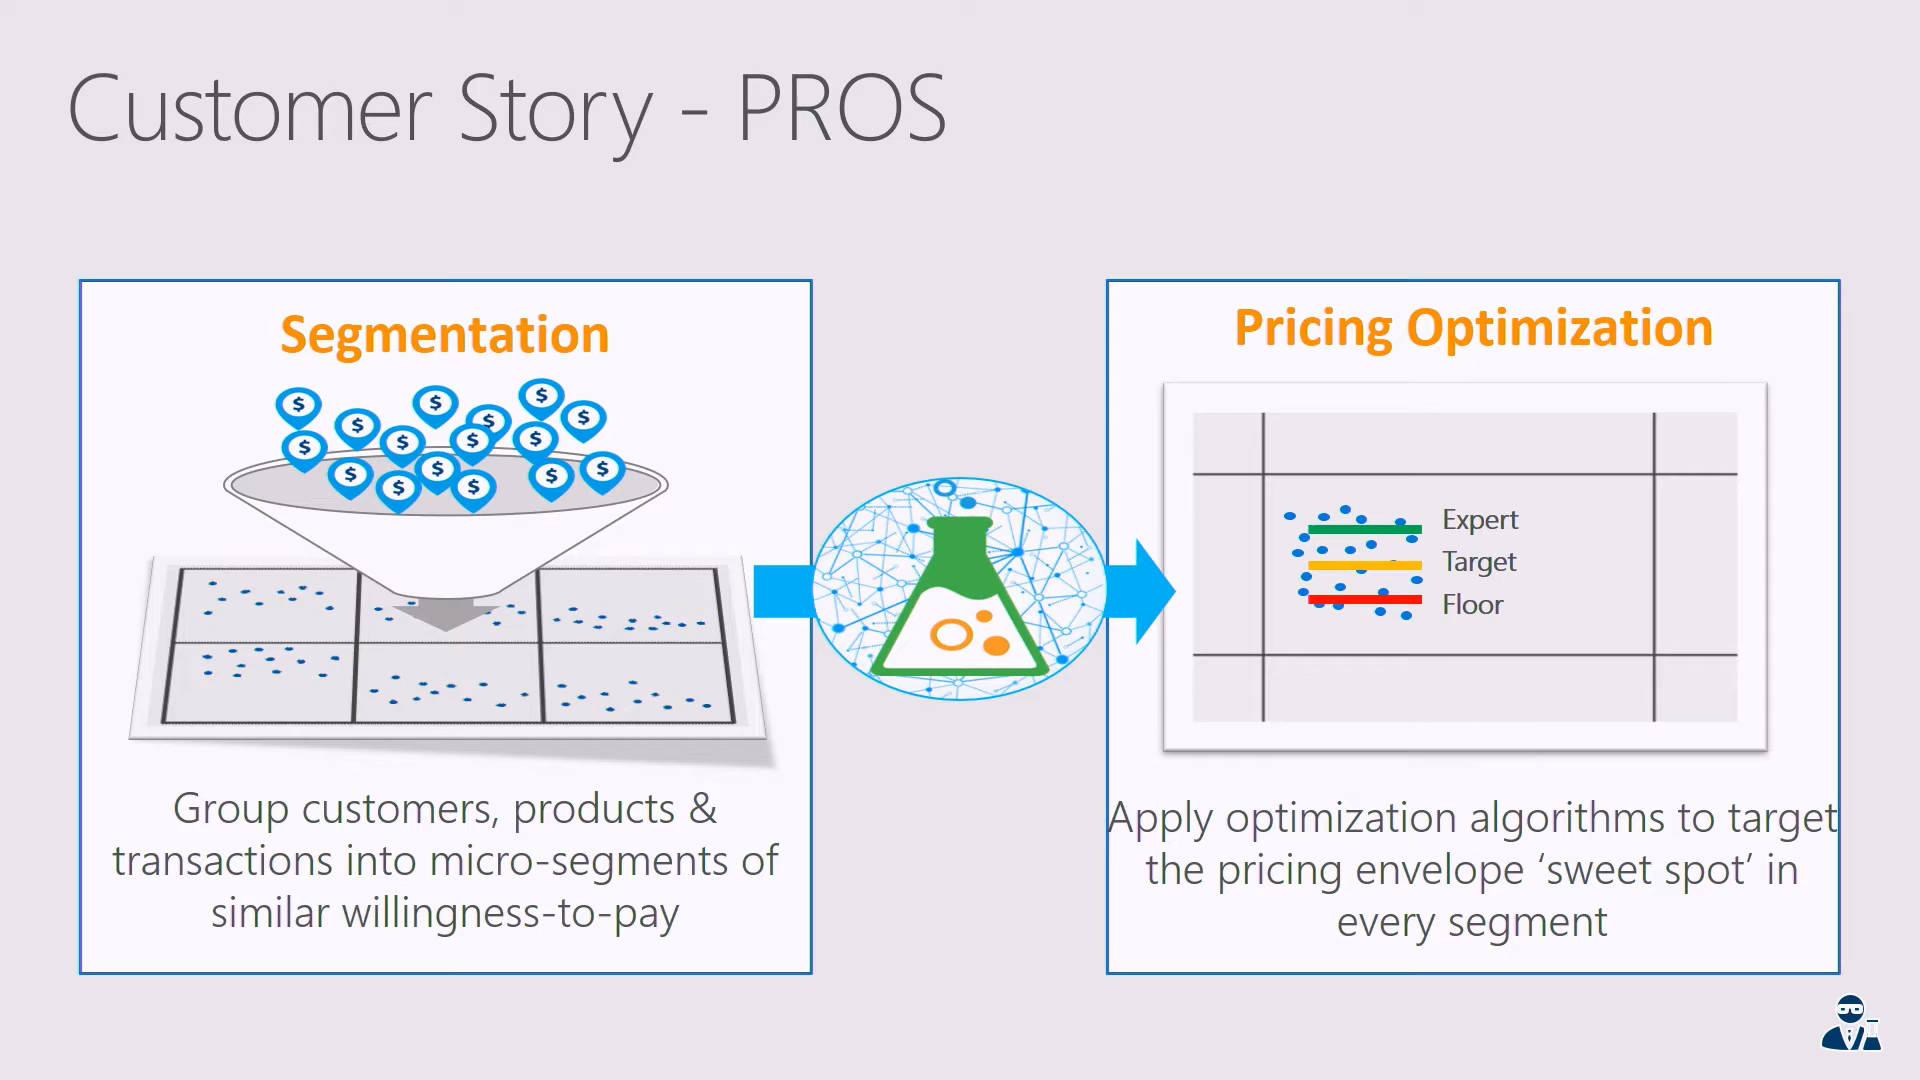 Customer Story - PROS
Segmentation
$ $ $ $ $ $ $ $ $ $ $ $ $ $ $ $ $
Group customers, products &
transactions into micro-segments of
similar willingness-to-pay
Pricing Optimization
Expert
Target
Floor
Apply optimization algorithms to target
the pricing envelope ‘sweet spot’ in
every segment